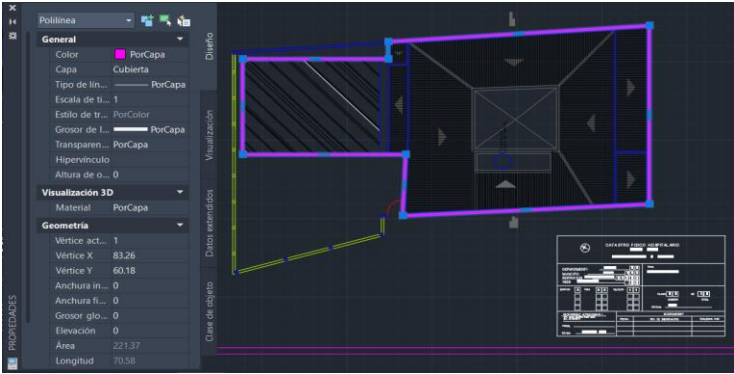 Polilínea
General
Color PorCapa
Capa Cubierta
Tipo de lín... PorCapa
Escala de ti... 1
Estilo de tr... PorColor
Grosor de l... PorCapa
Transparen... PorCapa
Hipervínculo
Altura de o... 0
Visualización 3D
Material PorCapa
Geometría
Vértice act... 1
Vértice X 83.26
Vértice Y 60.18
Anchura in... 0
Anchura fi... 0
Grosor glo... 0
Elevación 0
Área 221.37
Longitud 70.58
Diseño
Visualización
Datos extendidos
Clase de objeto
PROPIEDADES
CATASTRO FISICO HOSPITALARIO
DEPARTAMENTO
MUNICIPIO